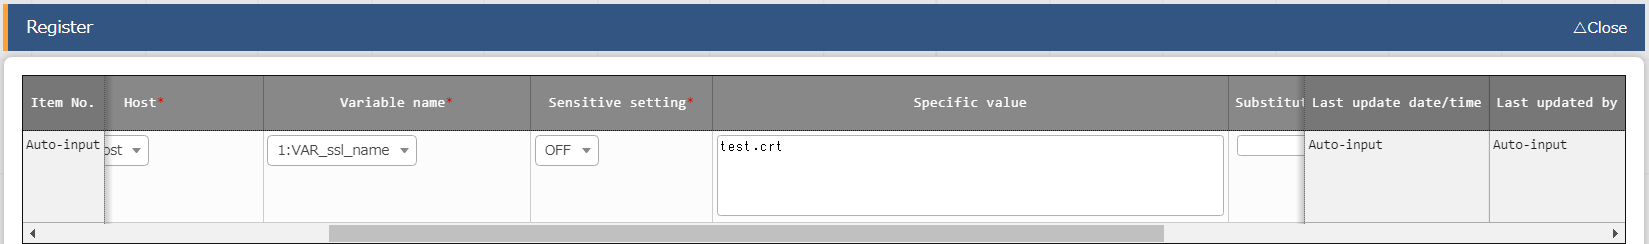 Register
△Close
Item No. Host* Variable name* Sensitive setting* Specific value Last update date/time Last updated by
Auto-input 1:VAR_ssl_name OFF test.crt Auto-input Auto-input